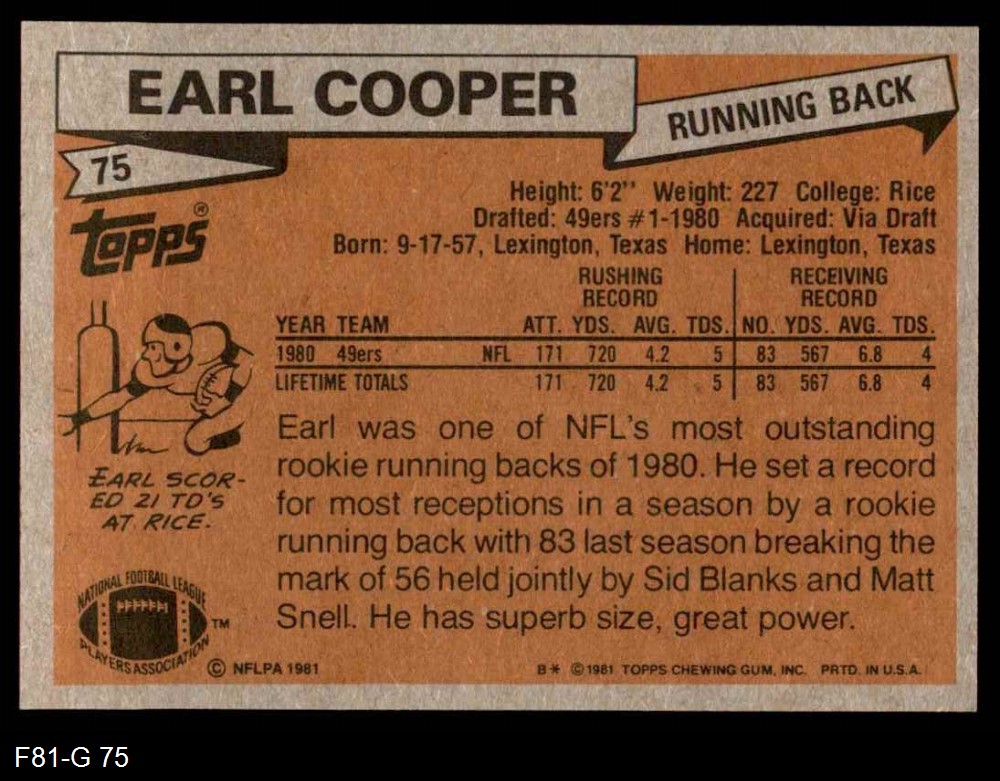 EARL COOPER
RUNNING BACK
75
topps®
Height: 6'2'' Weight: 227 College: Rice
Drafted: 49ers #1-1980 Acquired: Via Draft
Born: 9-17-57, Lexington, Texas Home: Lexington, Texas
RUSHING RECORD RECEIVING RECORD
YEAR TEAM ATT. YDS. AVG. TDS. NO. YDS. AVG. TDS.
1980 49ers NFL 171 720 4.2 5 83 567 6.8 4
LIFETIME TOTALS 171 720 4.2 5 83 567 6.8 4
Earl was one of NFL's most outstanding
rookie running backs of 1980. He set a record
for most receptions in a season by a rookie
running back with 83 last season breaking the
mark of 56 held jointly by Sid Blanks and Matt
Snell. He has superb size, great power.
EARL SCOR-
ED 21 TD'S
AT RICE.
NATIONAL FOOTBALL LEAGUE
PLAYERS ASSOCIATION
TM
© NFLPA 1981
B* © 1981 TOPPS CHEWING GUM, INC. PRTD. IN U.S.A.
F81-G 75